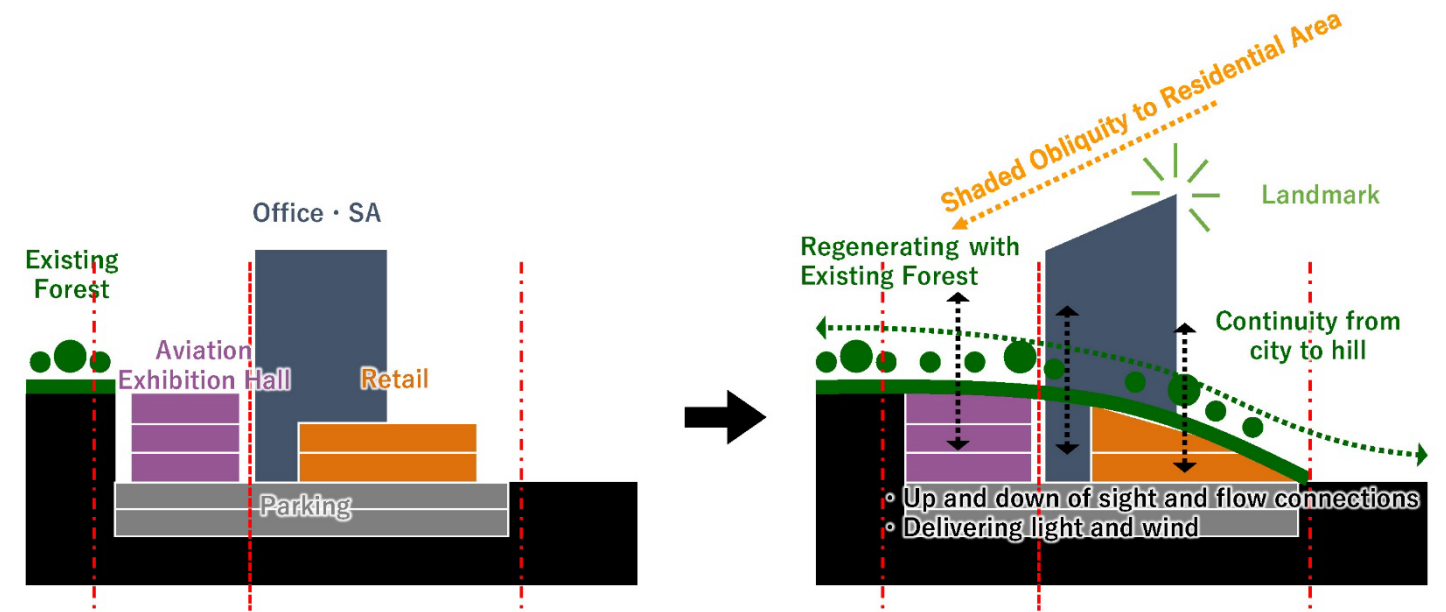 Office・SA
Existing
Forest
Aviation
Exhibition Hall
Retail
Parking
Shaded Obliquity to Residential Area
Landmark
Regenerating with
Existing Forest
Continuity from
city to hill
・Up and down of sight and flow connections
・Delivering light and wind